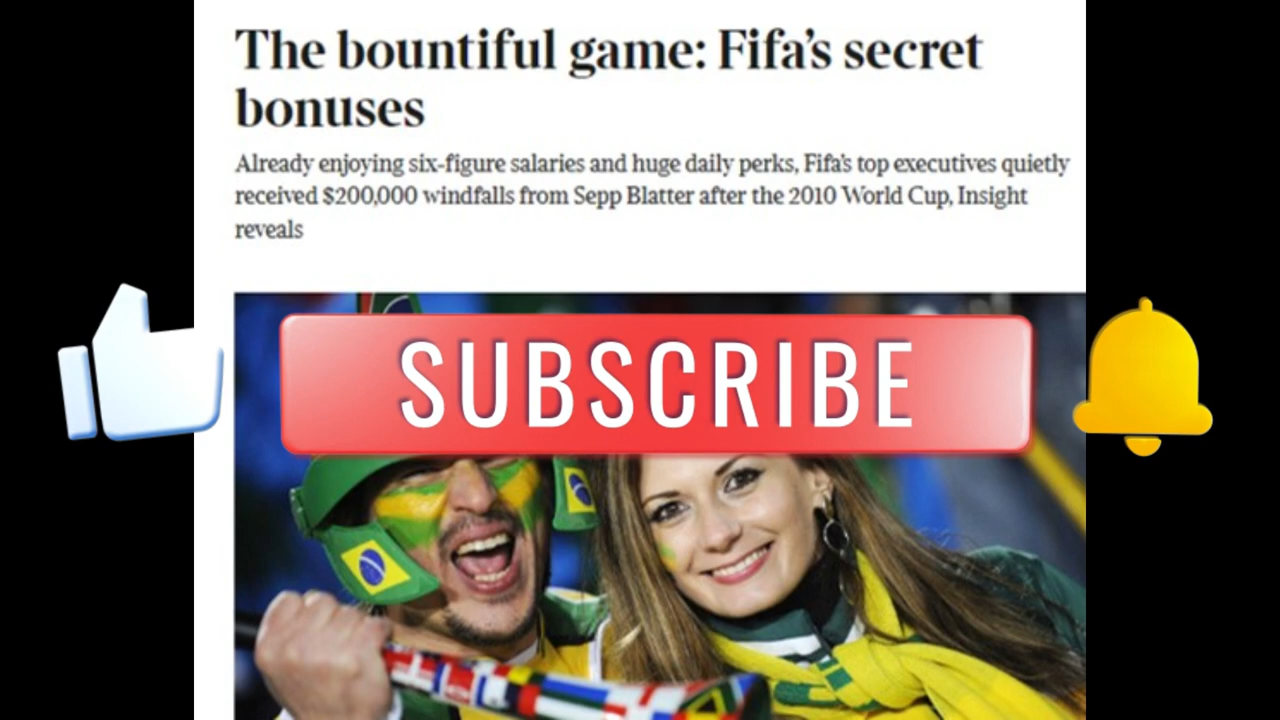 The bountiful game: Fifa’s secret
bonuses
Already enjoying six-figure salaries and huge daily perks, Fifa’s top executives quietly
received $200,000 windfalls from Sepp Blatter after the 2010 World Cup, Insight
reveals
SUBSCRIBE